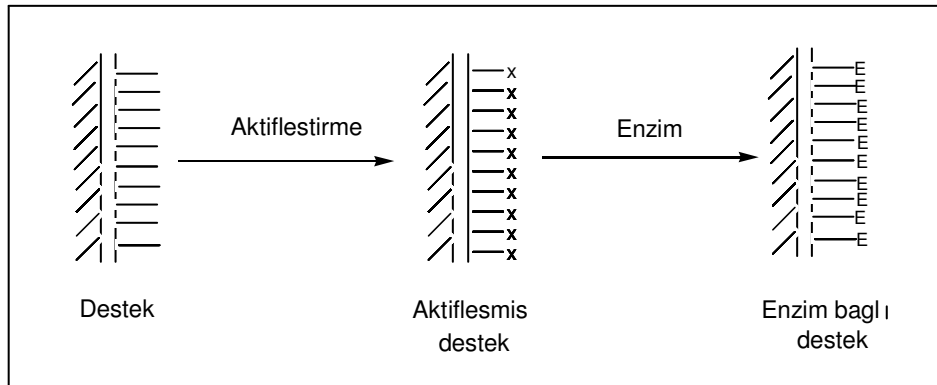 Aktiflestirme
Enzim
x
x
x
x
x
x
x
x
x
x
E
E
E
E
E
E
E
E
E
E
Destek
Aktiflesmis
destek
Enzim bagl ı
destek